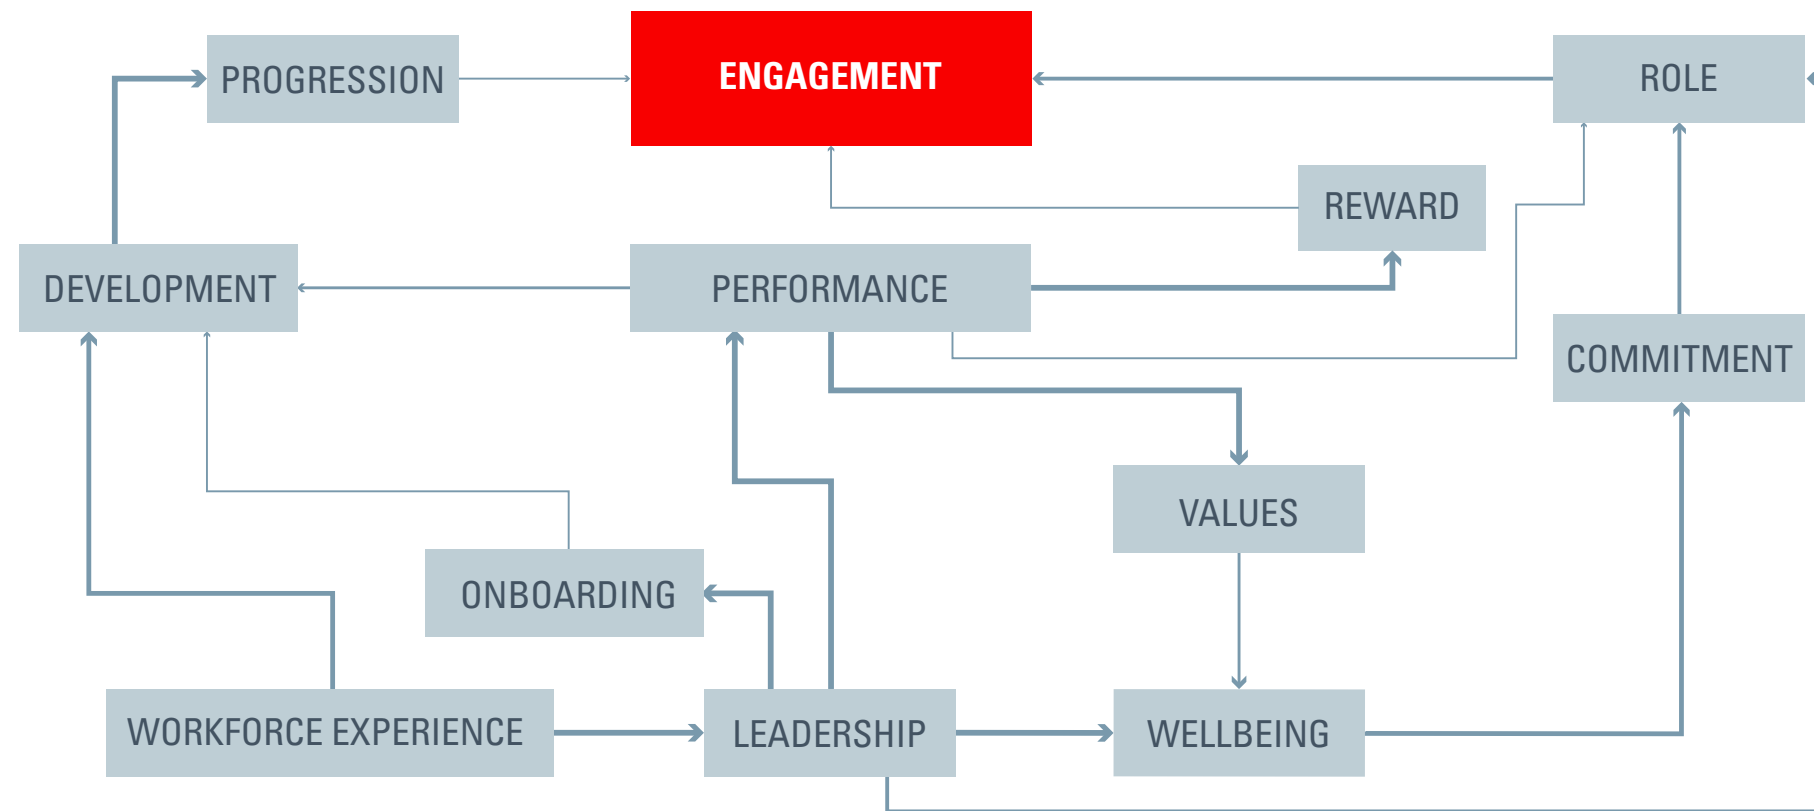 PROGRESSION
ENGAGEMENT
ROLE
REWARD
DEVELOPMENT
PERFORMANCE
COMMITMENT
VALUES
ONBOARDING
WORKFORCE EXPERIENCE
LEADERSHIP
WELLBEING